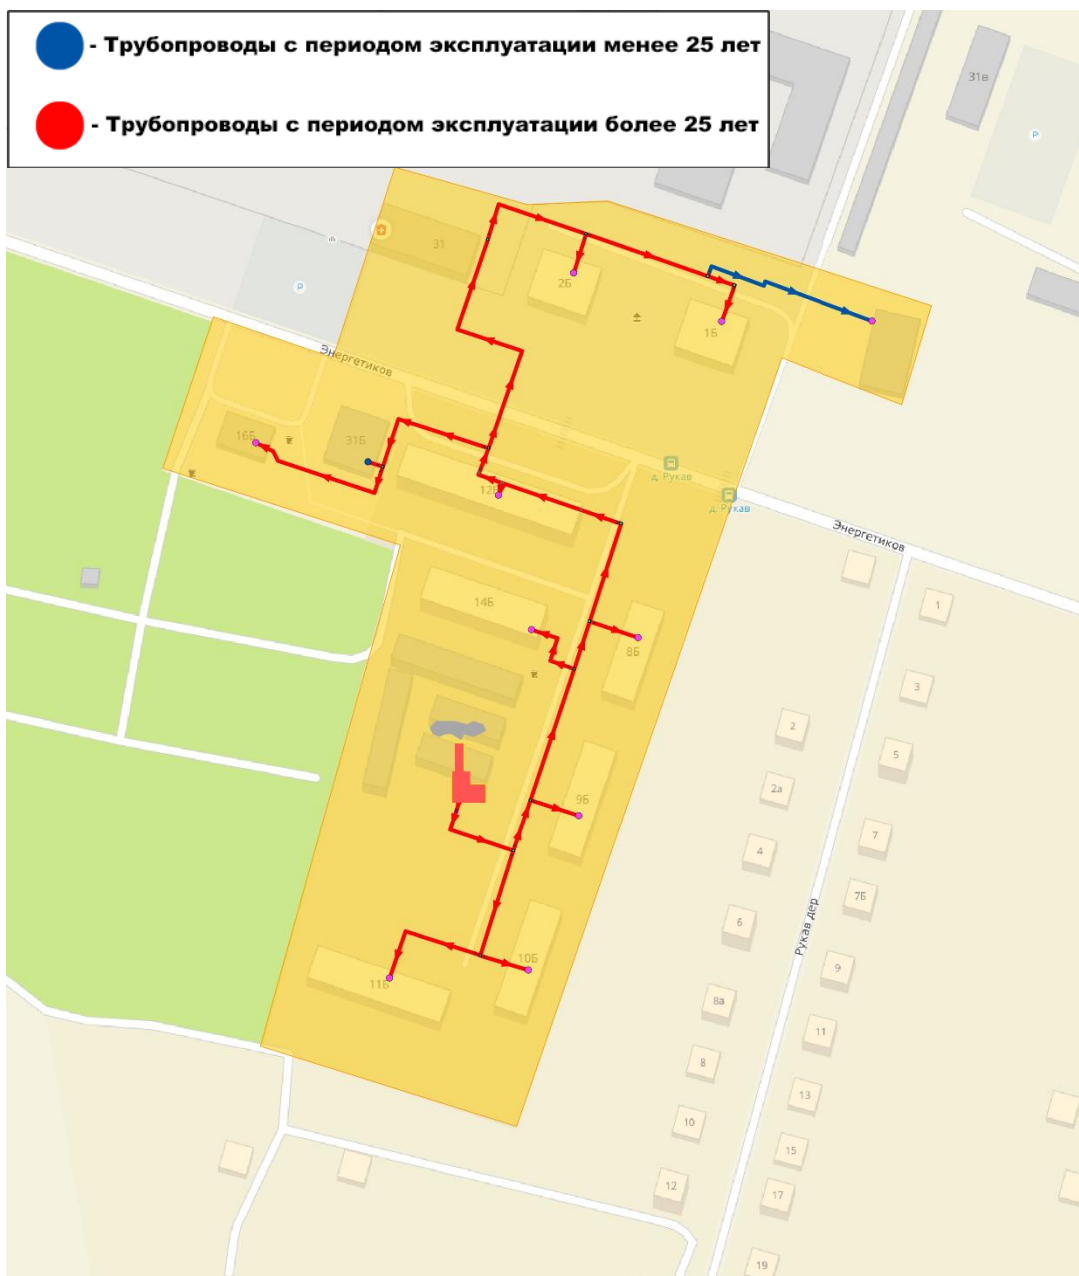 - Трубопроводы с периодом эксплуатации менее 25 лет
- Трубопроводы с периодом эксплуатации более 25 лет
31в
P
31
P
2Б
1Б
Энергетиков
16Б
31Б
12Б
д. Рукав
д. Рукав
Энергетиков
14Б
8Б
1
3
2
5
2а
9Б
7
4
7Б
6
Рукав дер
10Б
9
11Б
8а
11
8
13
10
15
12
17
19